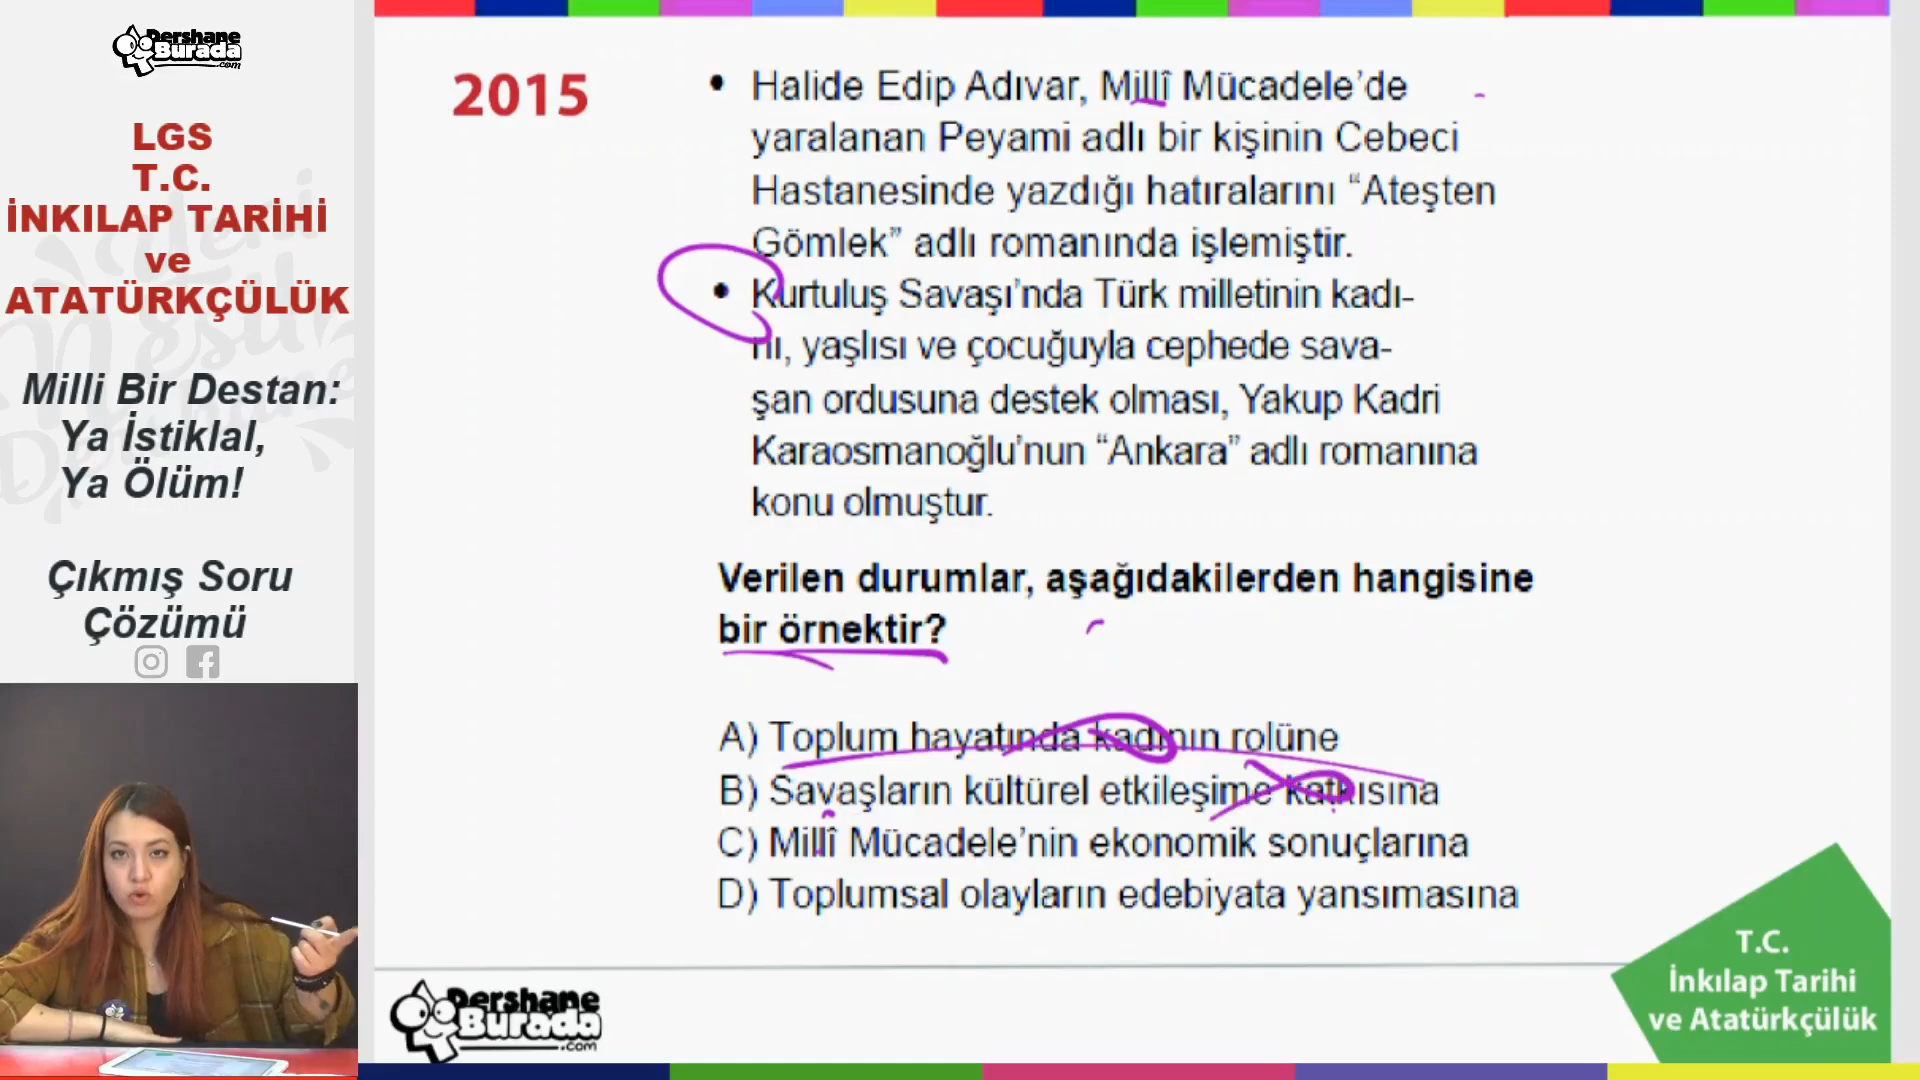 Dershane
Burada
.com
LGS
T.C.
İNKILAP TARİHİ
ve
ATATÜRKÇÜLÜK
Milli Bir Destan:
Ya İstiklal,
Ya Ölüm!
Çıkmış Soru
Çözümü
2015
• Halide Edip Adıvar, Millî Mücadele’de
yaralanan Peyami adlı bir kişinin Cebeci
Hastanesinde yazdığı hatıralarını “Ateşten
Gömlek” adlı romanında işlemiştir.
• Kurtuluş Savaşı’nda Türk milletinin kadı-
nı, yaşlısı ve çocuğuyla cephede sava-
şan ordusuna destek olması, Yakup Kadri
Karaosmanoğlu’nun “Ankara” adlı romanına
konu olmuştur.
Verilen durumlar, aşağıdakilerden hangisine
bir örnektir?
A) Toplum hayatında kadının rolüne
B) Savaşların kültürel etkileşime katkısına
C) Millî Mücadele’nin ekonomik sonuçlarına
D) Toplumsal olayların edebiyata yansımasına
Dershane
Burada
.com
T.C.
İnkılap Tarihi
ve Atatürkçülük